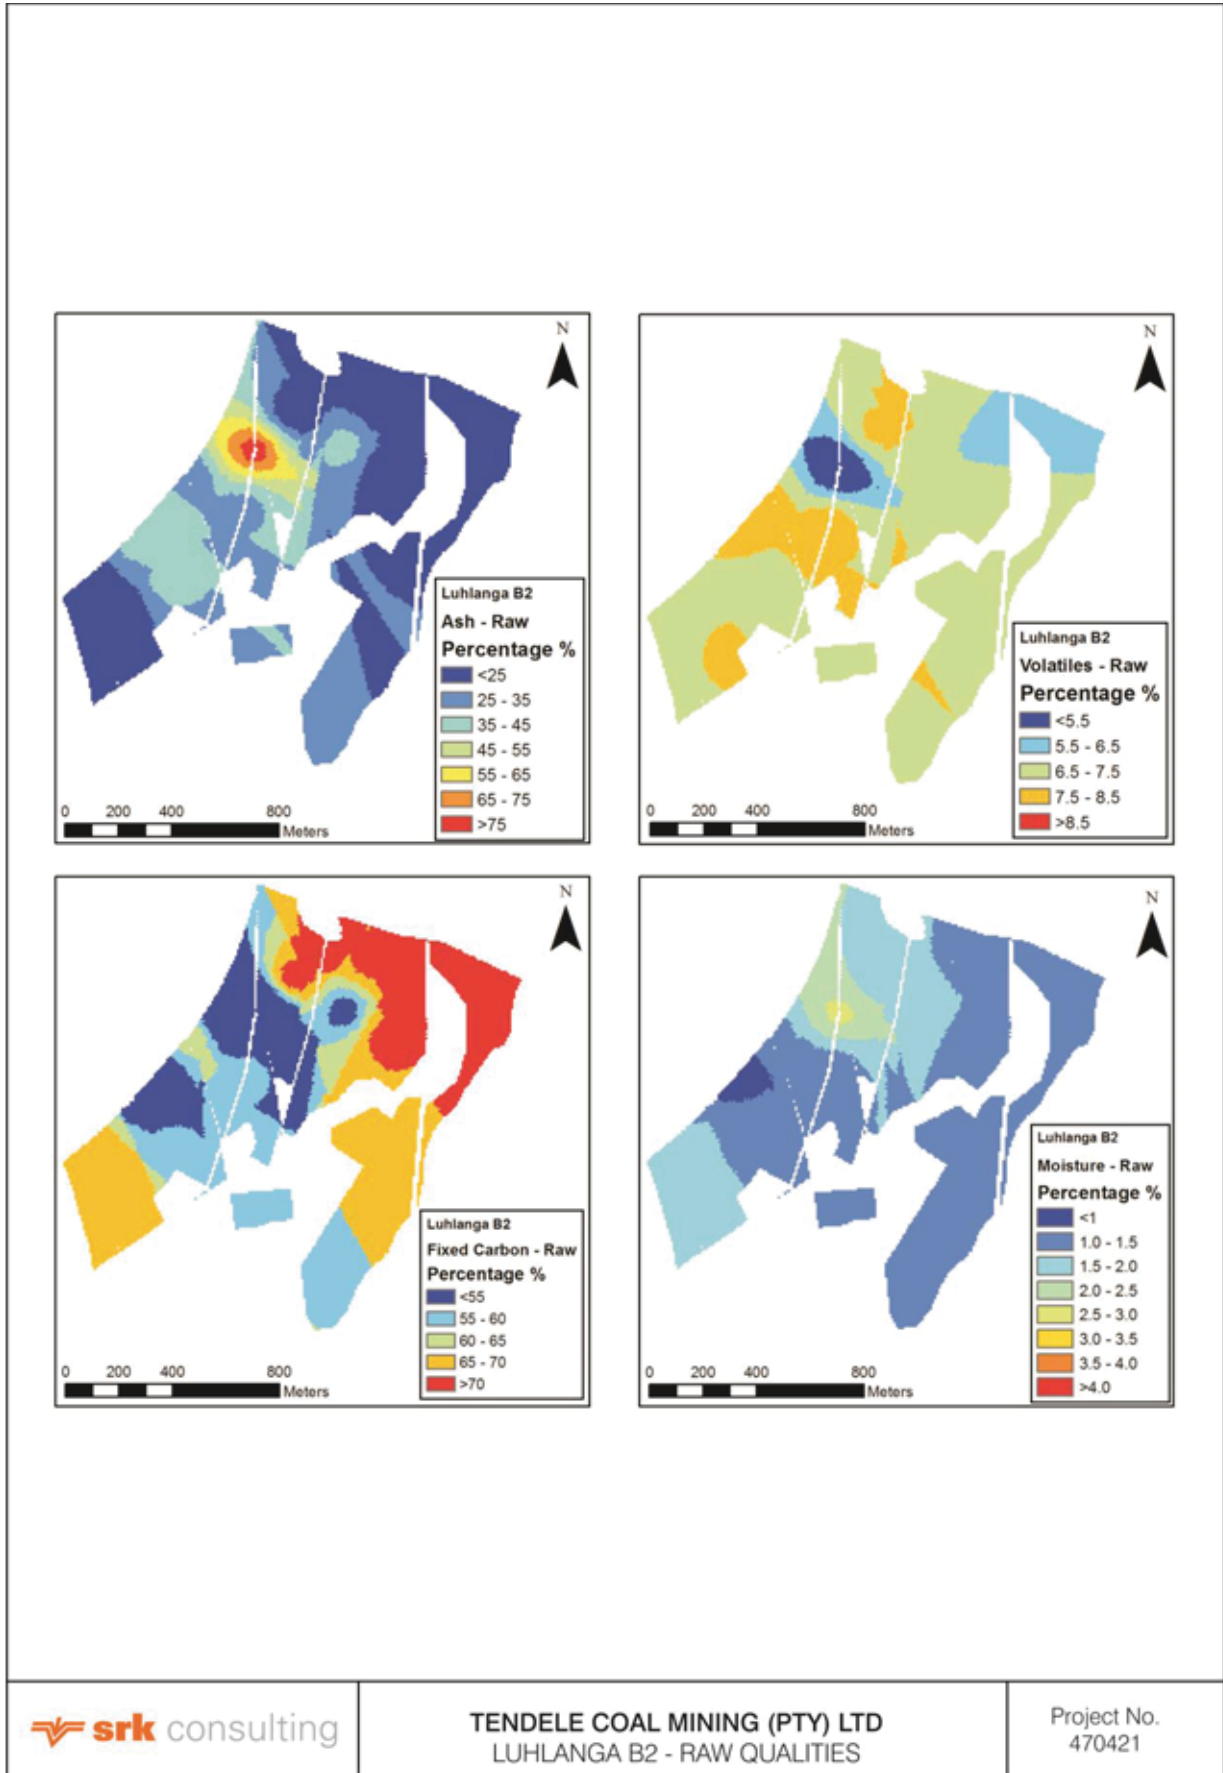 N
Luhlanga B2
Ash - Raw
Percentage %
<25
25 - 35
35 - 45
45 - 55
55 - 65
65 - 75
>75
0 200 400 800
Meters
N
Luhlanga B2
Volatiles - Raw
Percentage %
<5.5
5.5 - 6.5
6.5 - 7.5
7.5 - 8.5
>8.5
0 200 400 800
Meters
N
Luhlanga B2
Fixed Carbon - Raw
Percentage %
<55
55 - 60
60 - 65
65 - 70
>70
0 200 400 800
Meters
N
Luhlanga B2
Moisture - Raw
Percentage %
<1
1.0 - 1.5
1.5 - 2.0
2.0 - 2.5
2.5 - 3.0
3.0 - 3.5
3.5 - 4.0
>4.0
0 200 400 800
Meters
srk consulting
TENDELE COAL MINING (PTY) LTD
LUHLANGA B2 - RAW QUALITIES
Project No.
470421